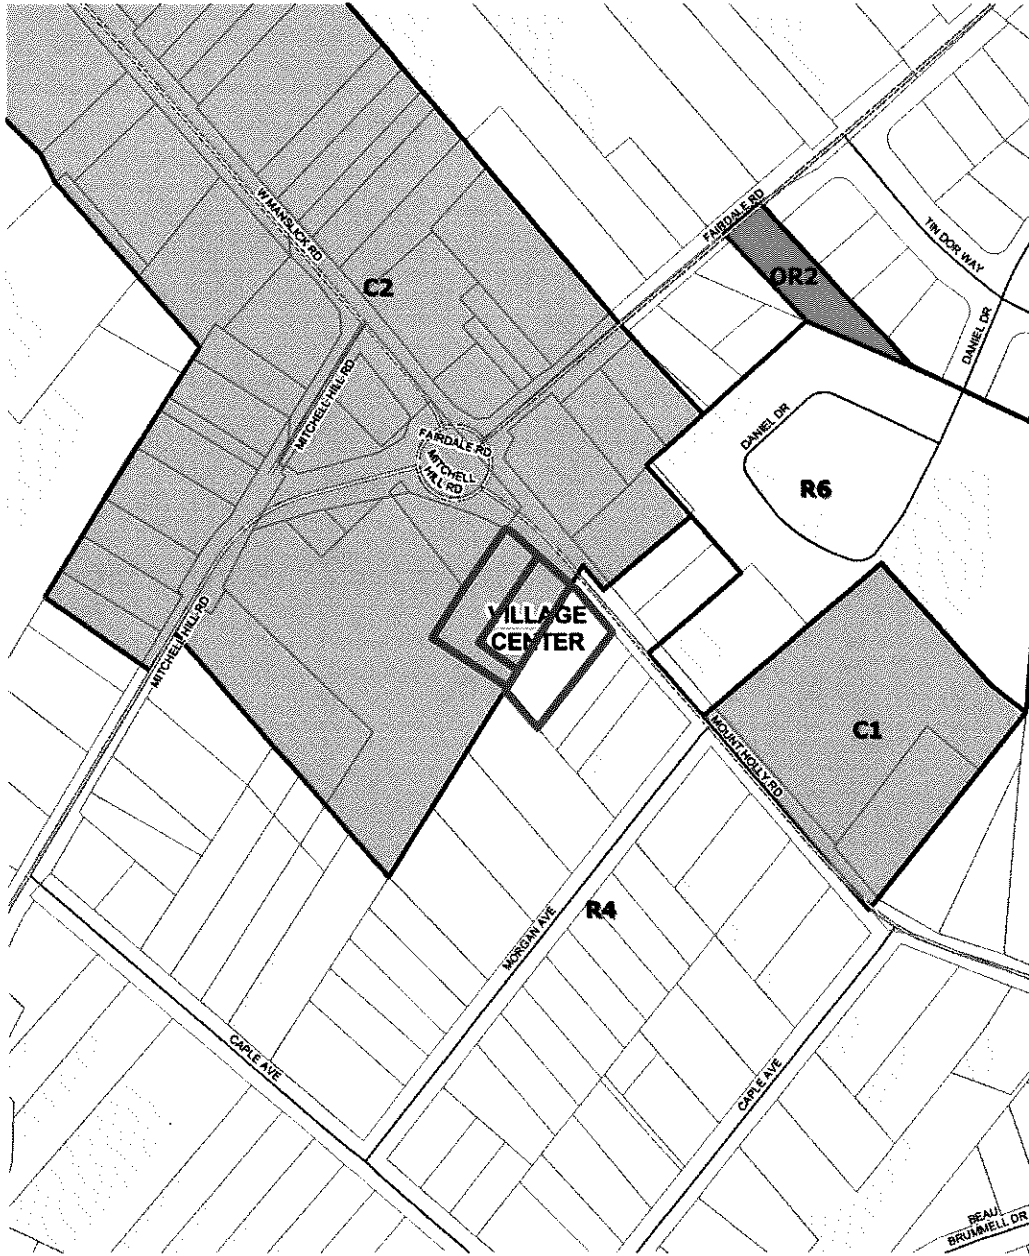 W MANSLICK RD
FAIRDALE RD
TIN DOR WAY
OR2
C2
DANIEL DR
MITCHELL HILL RD
DANIEL DR
FAIRDALE RD
MITCHELL
HILL RD
R6
VILLAGE
CENTER
MITCHELL HILL RD
C1
MOUNT HOLLY RD
R4
MORGAN AVE
CAPLE AVE
CAPLE AVE
BEAU
BRUMMELL DR